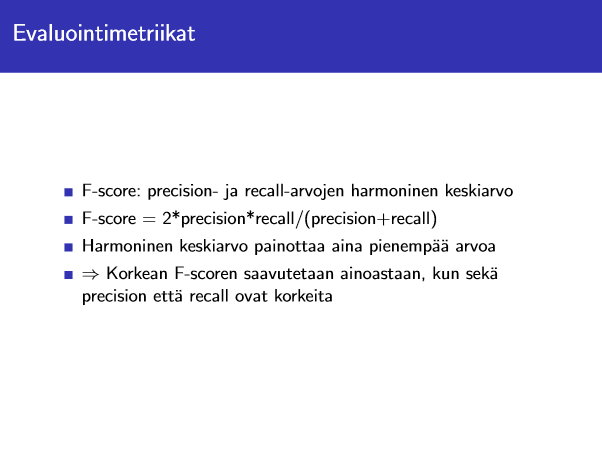 Evaluointimetriikat
F-score: precision- ja recall-arvojen harmoninen keskiarvo
F-score = 2*precision*recall/(precision+recall)
Harmoninen keskiarvo painottaa aina pienempää arvoa
⇒ Korkean F-scoren saavutetaan ainoastaan, kun sekä
precision että recall ovat korkeita